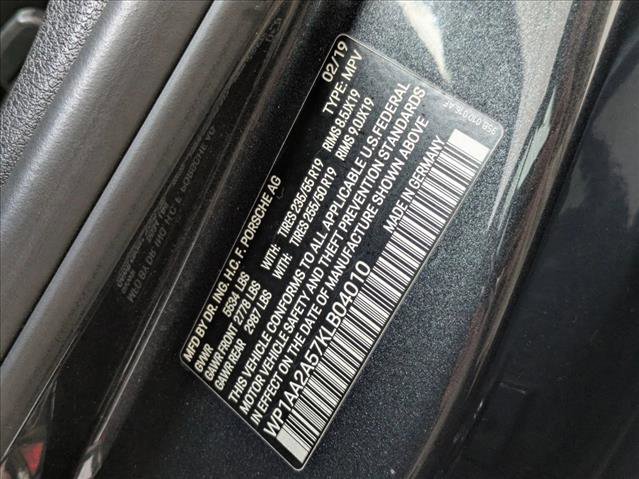 MFD BY DR. ING. H.C. F. PORSCHE AG 02/19
GVWR 5534 LBS TYPE: MPV
GAWR FRONT 2778 LBS TIRES 235/55 R19 RIMS 8.5JX19
GAWR REAR 2987 LBS TIRES 255/50 R19 RIMS 9.0JX19
THIS VEHICLE CONFORMS TO ALL APPLICABLE U.S. FEDERAL
MOTOR VEHICLE SAFETY AND THEFT PREVENTION STANDARDS
IN EFFECT ON THE DATE OF MANUFACTURE SHOWN ABOVE
WP1AA2A57KLB04010 MADE IN GERMANY